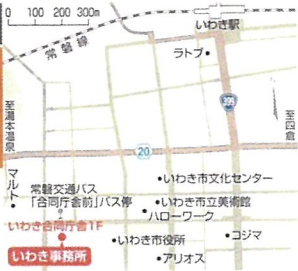 0 100 200 300m
いわき駅
常磐線
ラトブ
399
至湯本温泉
至四倉
20
いわき市文化センター
マルト
常磐交通バス
「合同庁舎前」バス停
いわき市立美術館
ハローワーク
いわき合同庁舎1F
いわき市役所
コジマ
いわき事務所
アリオス